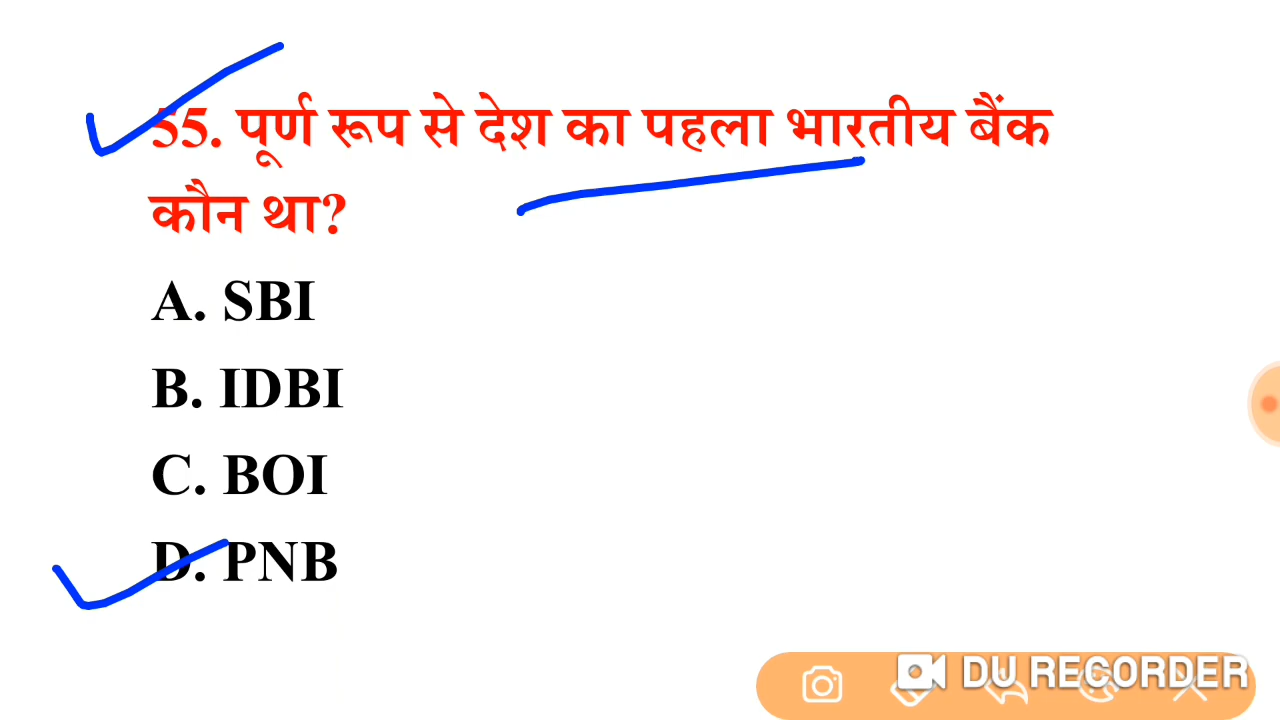 55. पूर्ण रूप से देश का पहला भारतीय बैंक
कौन था?
A. SBI
B. IDBI
C. BOI
D. PNB
DU RECORDER